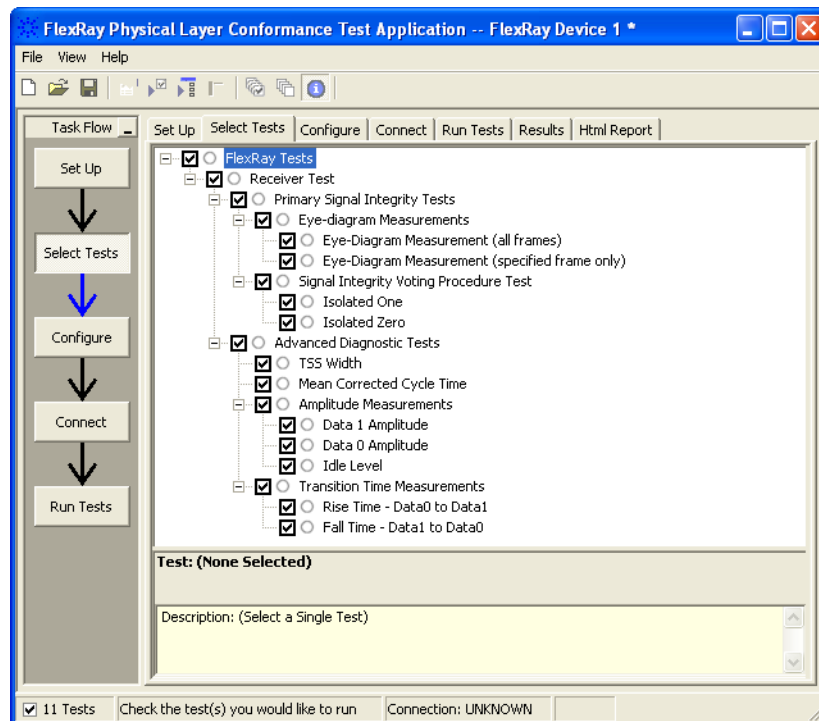 FlexRay Physical Layer Conformance Test Application -- FlexRay Device 1 *
File View Help
Task Flow
Set Up
Select Tests
Configure
Connect
Run Tests
Set Up Select Tests Configure Connect Run Tests Results Html Report
FlexRay Tests
Receiver Test
Primary Signal Integrity Tests
Eye-diagram Measurements
Eye-Diagram Measurement (all frames)
Eye-Diagram Measurement (specified frame only)
Signal Integrity Voting Procedure Test
Isolated One
Isolated Zero
Advanced Diagnostic Tests
TSS Width
Mean Corrected Cycle Time
Amplitude Measurements
Data 1 Amplitude
Data 0 Amplitude
Idle Level
Transition Time Measurements
Rise Time - Data0 to Data1
Fall Time - Data1 to Data0
Test: (None Selected)
Description: (Select a Single Test)
11 Tests Check the test(s) you would like to run Connection: UNKNOWN